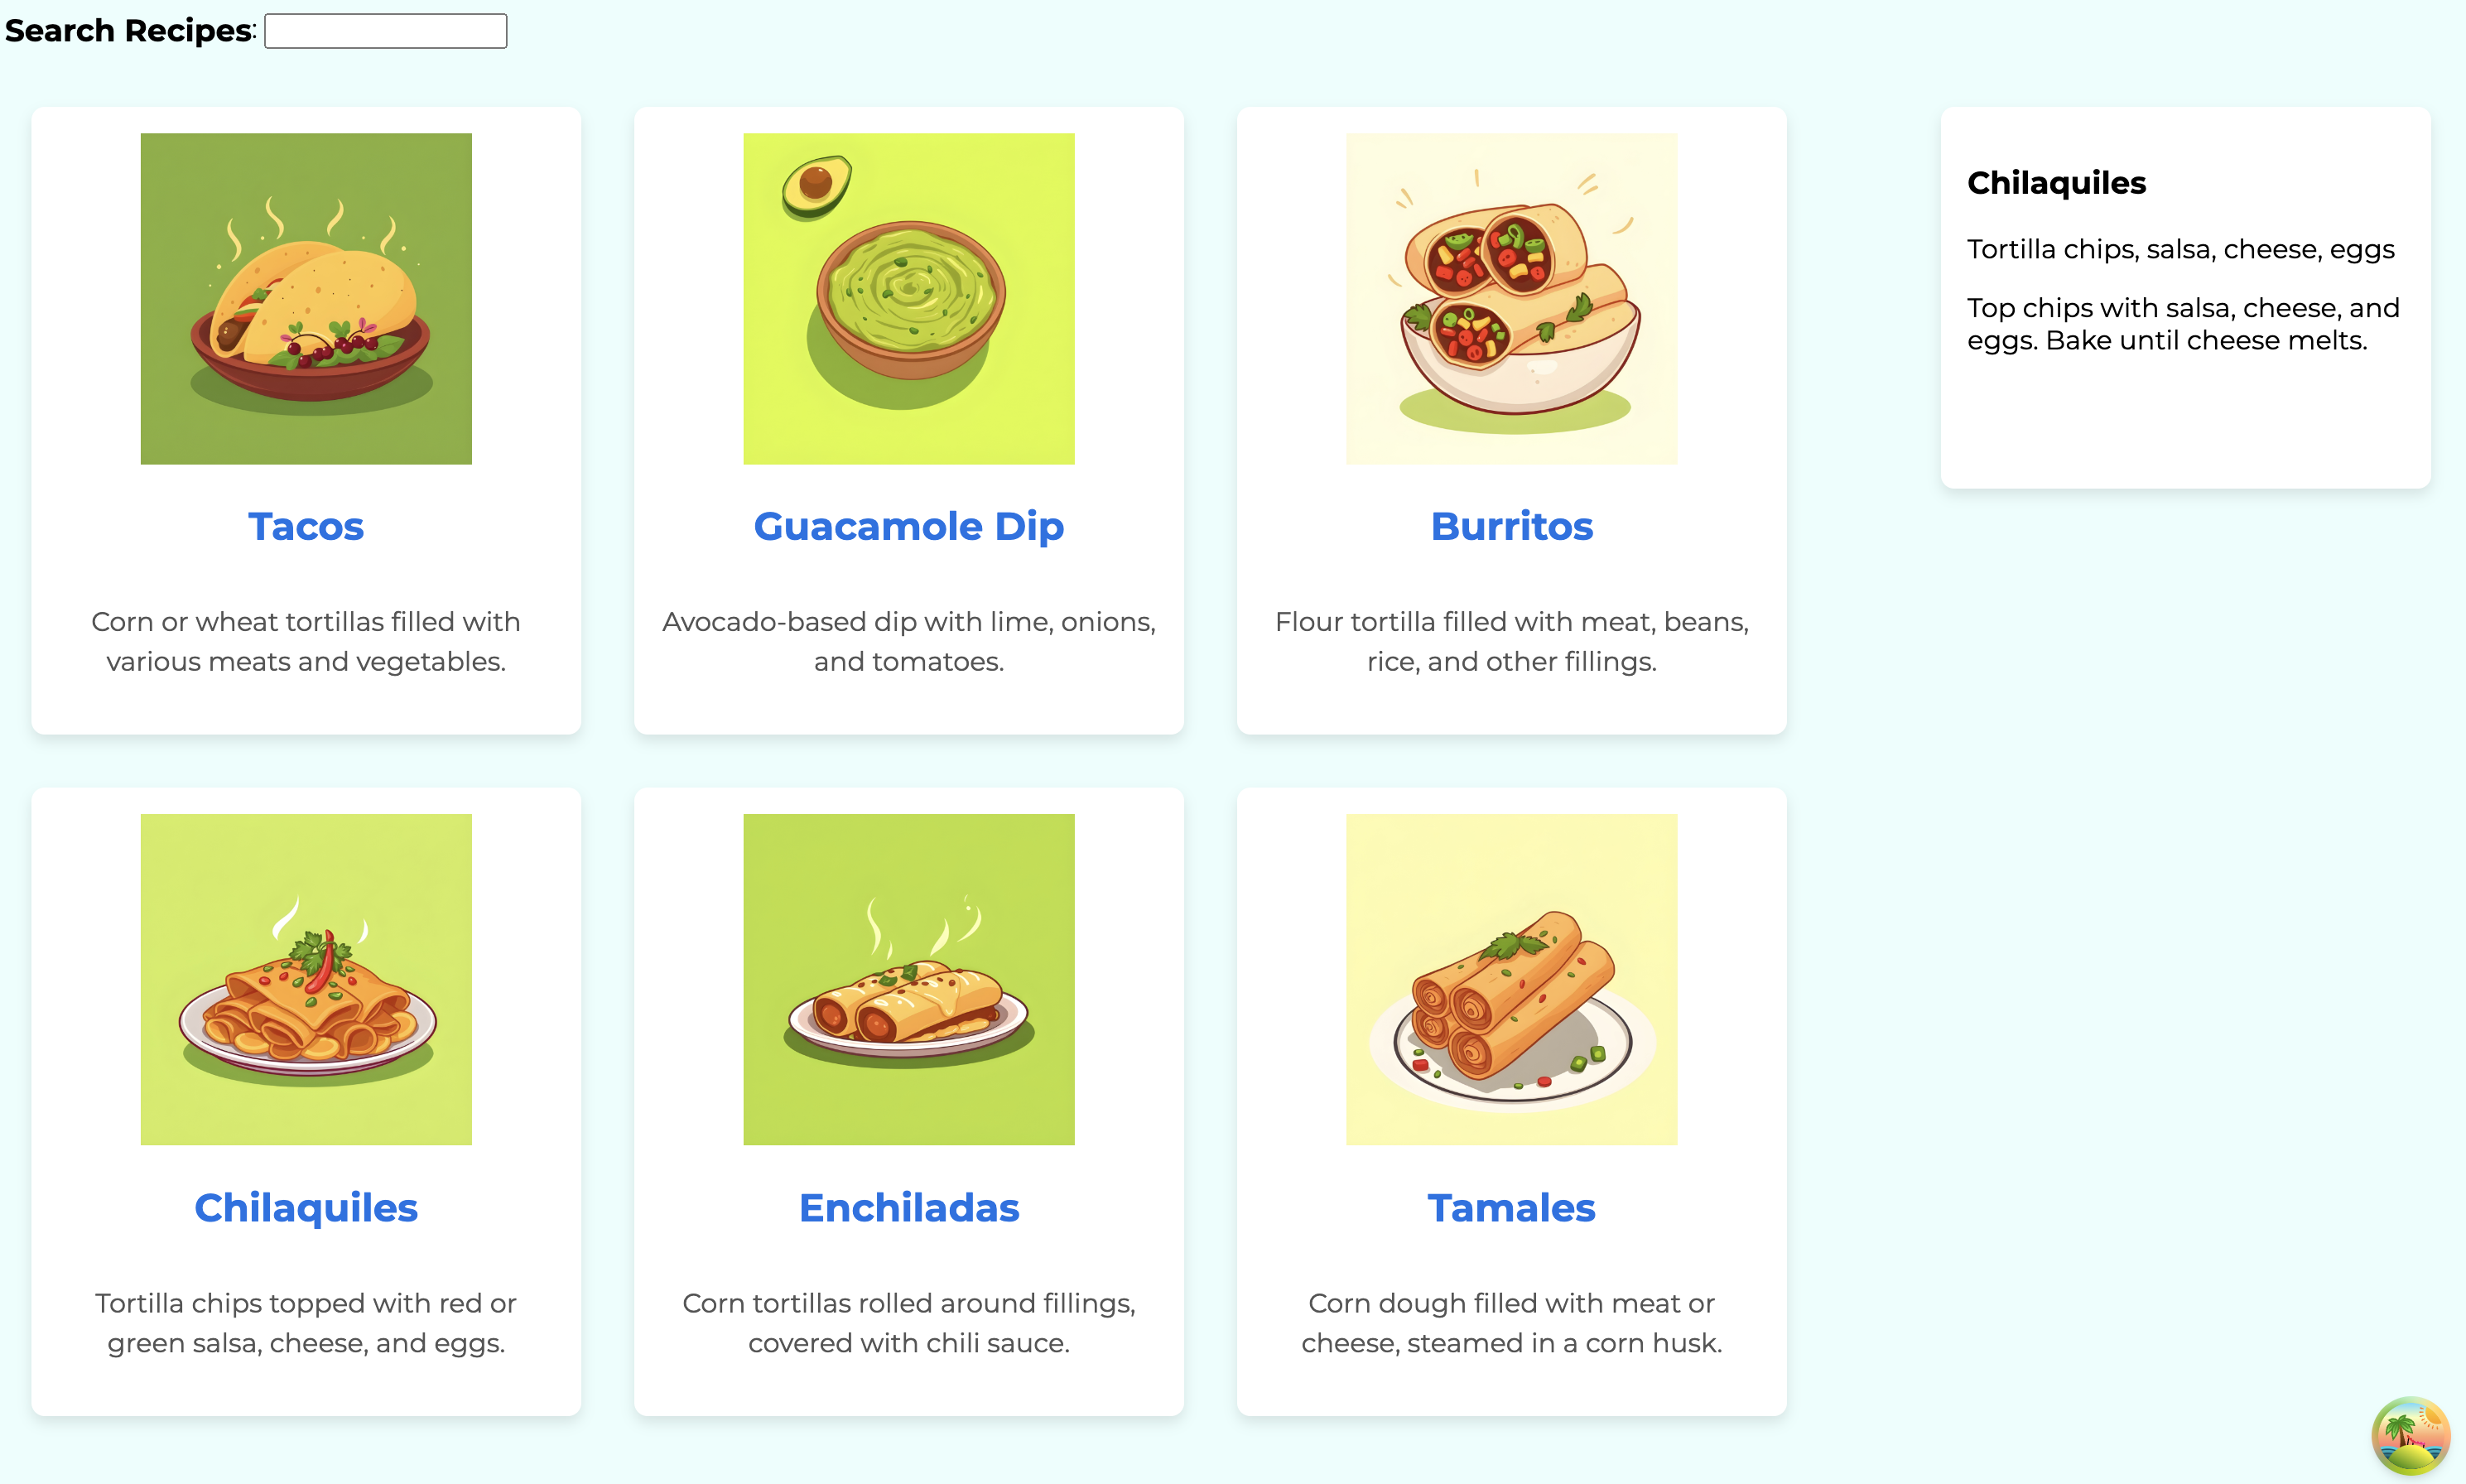 Search Recipes:
Tacos
Corn or wheat tortillas filled with
various meats and vegetables.
Guacamole Dip
Avocado-based dip with lime, onions,
and tomatoes.
Burritos
Flour tortilla filled with meat, beans,
rice, and other fillings.
Chilaquiles
Tortilla chips, salsa, cheese, eggs
Top chips with salsa, cheese, and
eggs. Bake until cheese melts.
Chilaquiles
Tortilla chips topped with red or
green salsa, cheese, and eggs.
Enchiladas
Corn tortillas rolled around fillings,
covered with chili sauce.
Tamales
Corn dough filled with meat or
cheese, steamed in a corn husk.